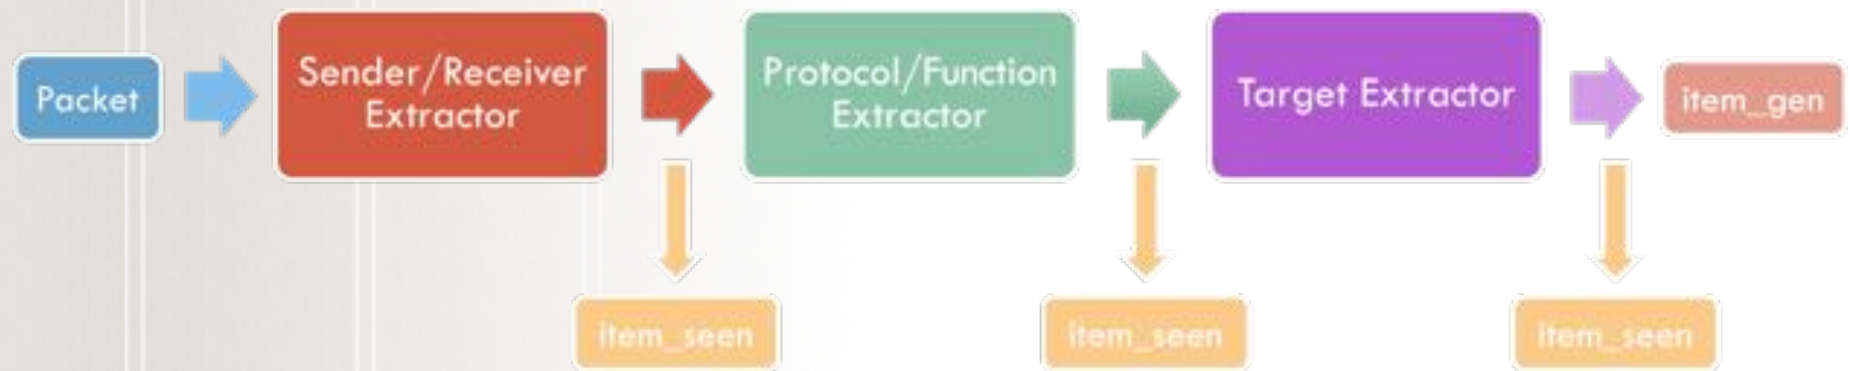 Packet
Sender/Receiver
Extractor
Protocol/Function
Extractor
Target Extractor
item_gen
item_seen
item_seen
item_seen